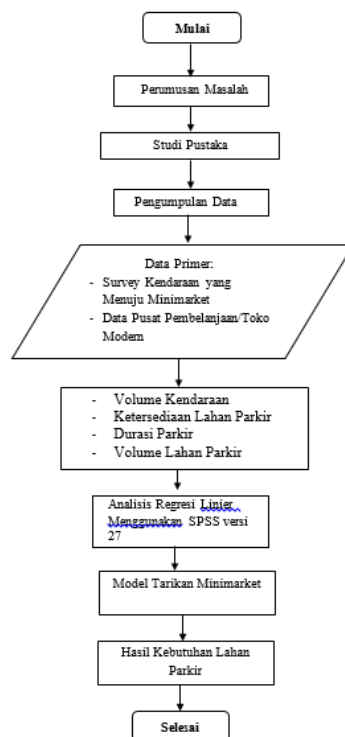 Mulai
Perumusan Masalah
Studi Pustaka
Pengumpulan Data
Data Primer:
- Survey Kendaraan yang
Menuju Minimarket
- Data Pusat Pembelanjaan/Toko
Modern
- Volume Kendaraan
- Ketersediaan Lahan Parkir
- Durasi Parkir
- Volume Lahan Parkir
Analisis Regresi Linier
Menggunakan SPSS versi
27
Model Tarikan Minimarket
Hasil Kebutuhan Lahan
Parkir
Selesai